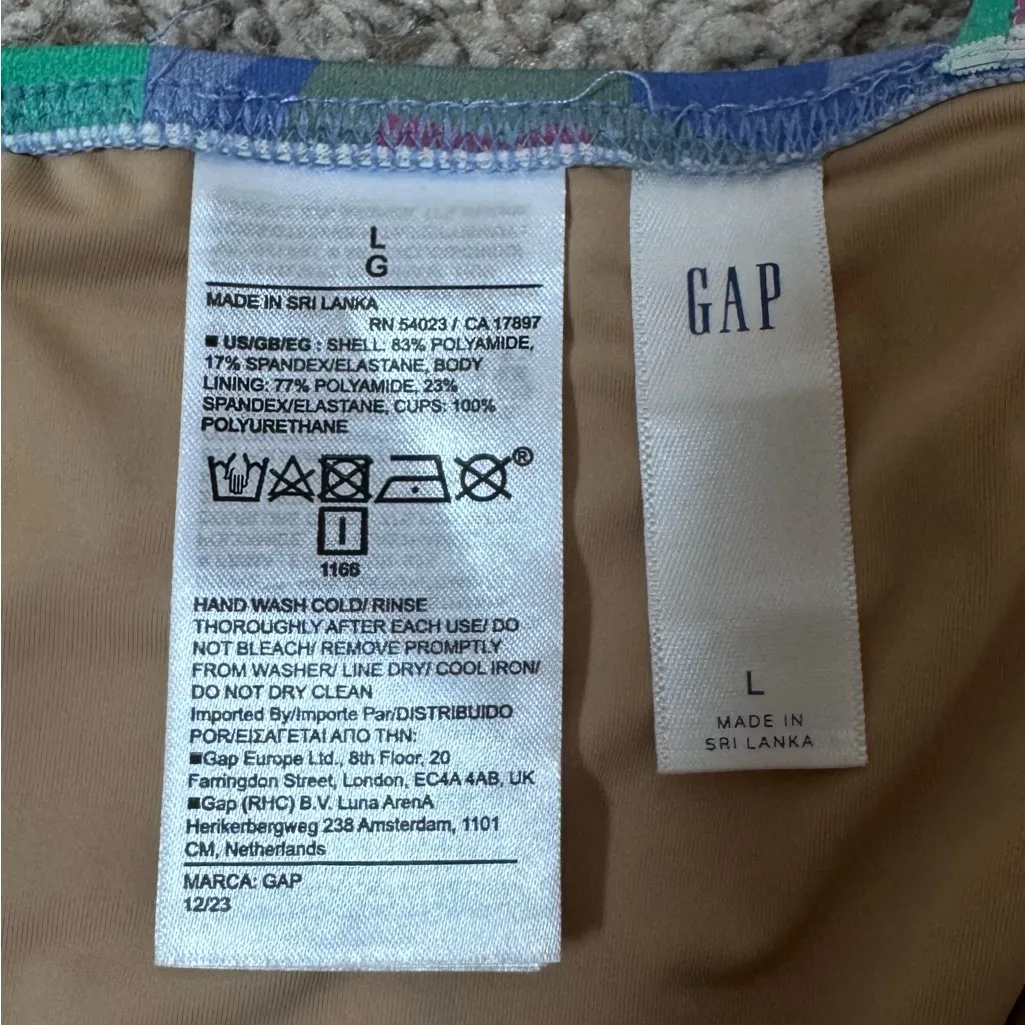 L
G
MADE IN SRI LANKA
RN 54023 / CA 17897
■ US/GB/EG : SHELL: 83% POLYAMIDE,
17% SPANDEX/ELASTANE, BODY
LINING: 77% POLYAMIDE, 23%
SPANDEX/ELASTANE, CUPS: 100%
POLYURETHANE
®
1166
HAND WASH COLD/ RINSE
THOROUGHLY AFTER EACH USE/ DO
NOT BLEACH/ REMOVE PROMPTLY
FROM WASHER/ LINE DRY/ COOL IRON/
DO NOT DRY CLEAN
Imported By/Importe Par/DISTRIBUIDO
POR/ΕΙΣΑΓΕΤΑΙ ΑΠΟ ΤΗΝ:
■Gap Europe Ltd., 8th Floor, 20
Farringdon Street, London, EC4A 4AB, UK
■Gap (RHC) B.V. Luna ArenA
Herikerbergweg 238 Amsterdam, 1101
CM, Netherlands
MARCA: GAP
12/23
GAP
L
MADE IN
SRI LANKA